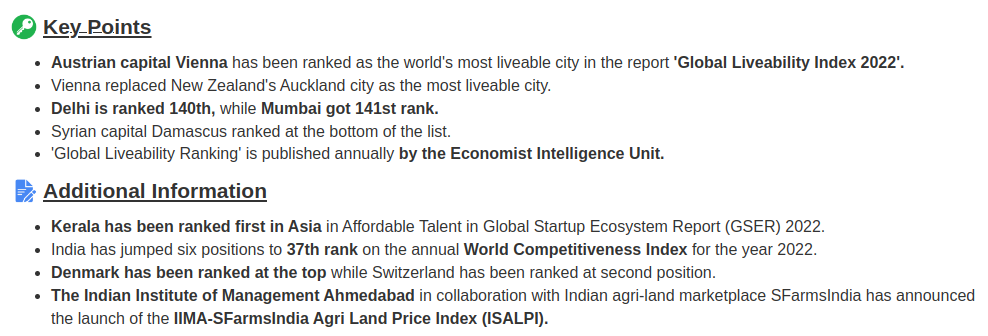 Key Points
Austrian capital Vienna has been ranked as the world's most liveable city in the report 'Global Liveability Index 2022'.
Vienna replaced New Zealand's Auckland city as the most liveable city.
Delhi is ranked 140th, while Mumbai got 141st rank.
Syrian capital Damascus ranked at the bottom of the list.
'Global Liveability Ranking' is published annually by the Economist Intelligence Unit.
Additional Information
Kerala has been ranked first in Asia in Affordable Talent in Global Startup Ecosystem Report (GSER) 2022.
India has jumped six positions to 37th rank on the annual World Competitiveness Index for the year 2022.
Denmark has been ranked at the top while Switzerland has been ranked at second position.
The Indian Institute of Management Ahmedabad in collaboration with Indian agri-land marketplace SFarmsIndia has announced
the launch of the IIMA-SFarmsIndia Agri Land Price Index (ISALPI).